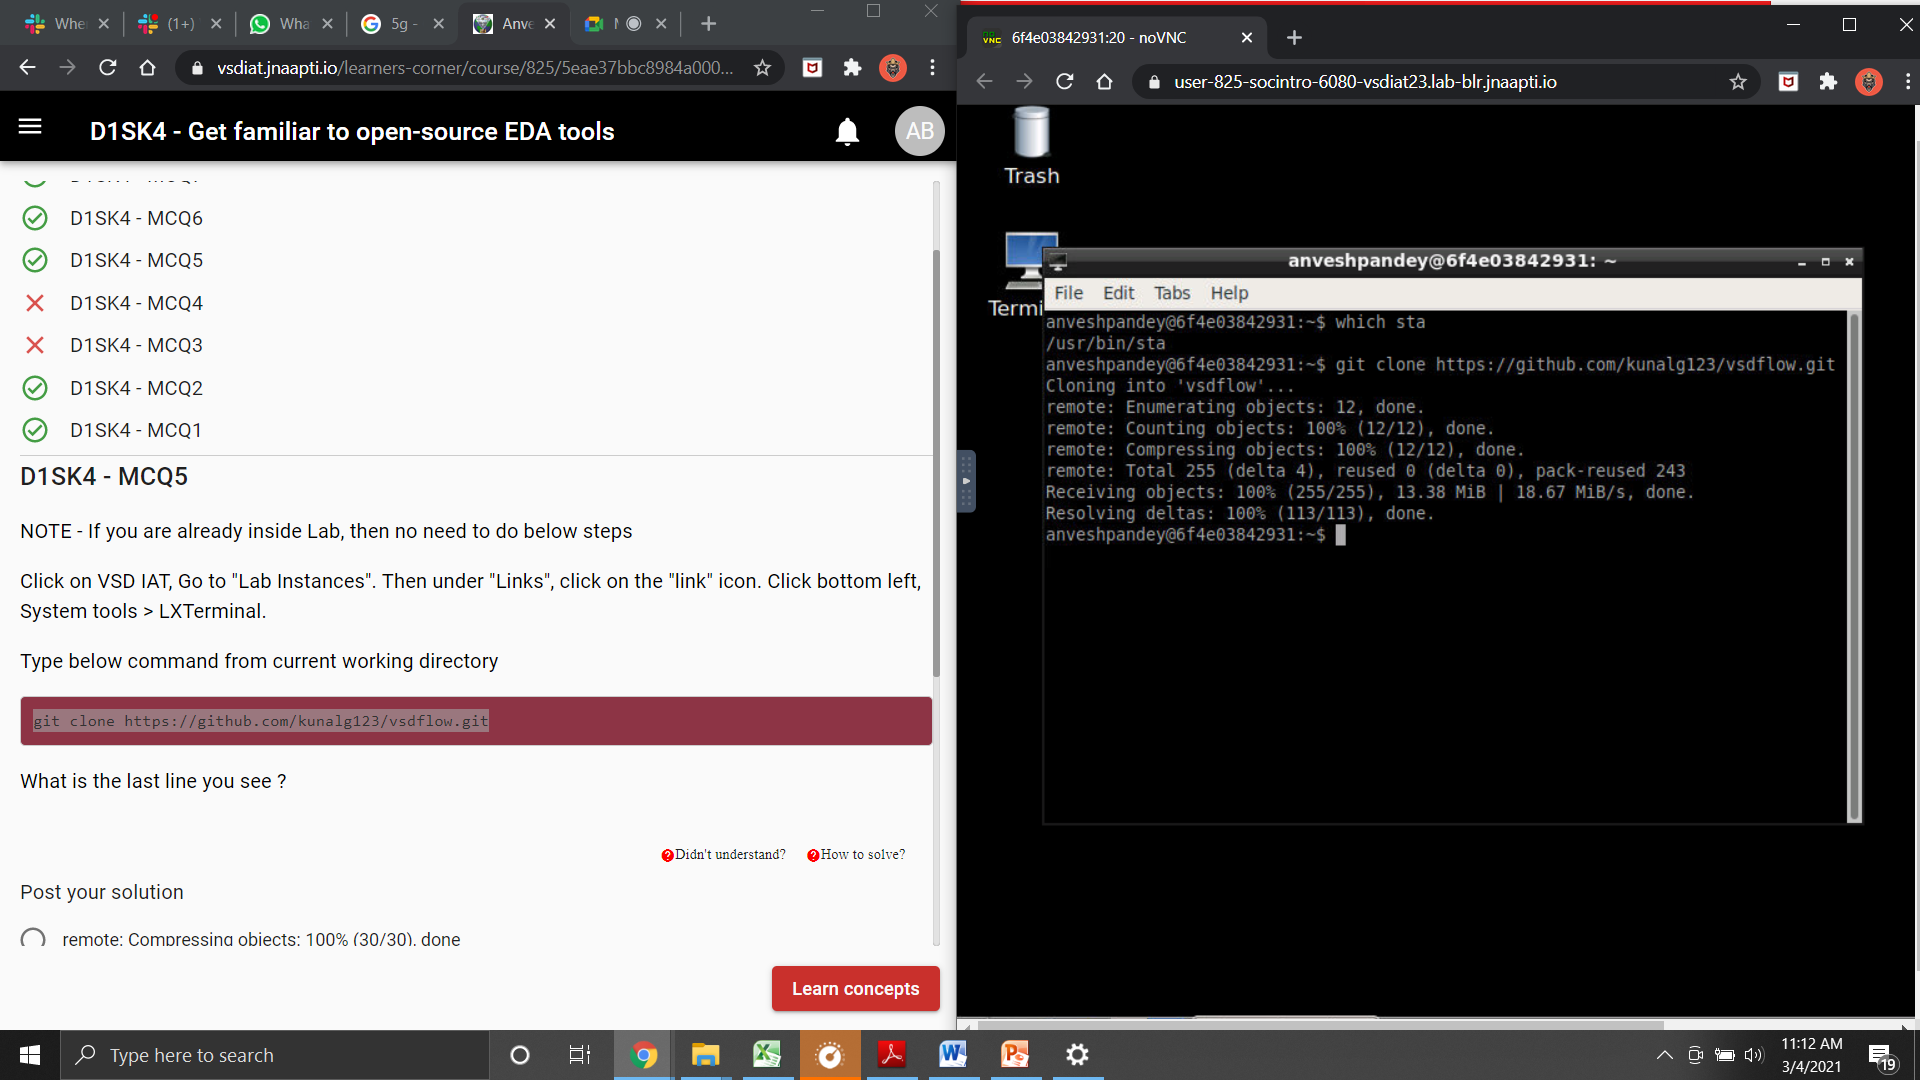 Whe
(1+)
Wha
5g -
Anve
vsdiat.jnaapti.io/learners-corner/course/825/5eae37bbc8984a000...
D1SK4 - Get familiar to open-source EDA tools
AB
D1SK4 - MCQ6
D1SK4 - MCQ5
D1SK4 - MCQ4
D1SK4 - MCQ3
D1SK4 - MCQ2
D1SK4 - MCQ1
D1SK4 - MCQ5
NOTE - If you are already inside Lab, then no need to do below steps
Click on VSD IAT, Go to "Lab Instances". Then under "Links", click on the "link" icon. Click bottom left,
System tools > LXTerminal.
Type below command from current working directory
git clone https://github.com/kunalg123/vsdflow.git
What is the last line you see ?
Didn't understand?
How to solve?
Post your solution
remote: Compressing objects: 100% (30/30), done
Learn concepts
VNC
6f4e03842931:20 - noVNC
user-825-socintro-6080-vsdiat23.lab-blr.jnaapti.io
Trash
Termi
anveshpandey@6f4e03842931: ~
File Edit Tabs Help
anveshpandey@6f4e03842931:~$ which sta
/usr/bin/sta
anveshpandey@6f4e03842931:~$ git clone https://github.com/kunalg123/vsdflow.git
Cloning into 'vsdflow'...
remote: Enumerating objects: 12, done.
remote: Counting objects: 100% (12/12), done.
remote: Compressing objects: 100% (12/12), done.
remote: Total 255 (delta 4), reused 0 (delta 0), pack-reused 243
Receiving objects: 100% (255/255), 13.38 MiB | 18.67 MiB/s, done.
Resolving deltas: 100% (113/113), done.
anveshpandey@6f4e03842931:~$
Type here to search
11:12 AM
3/4/2021
19